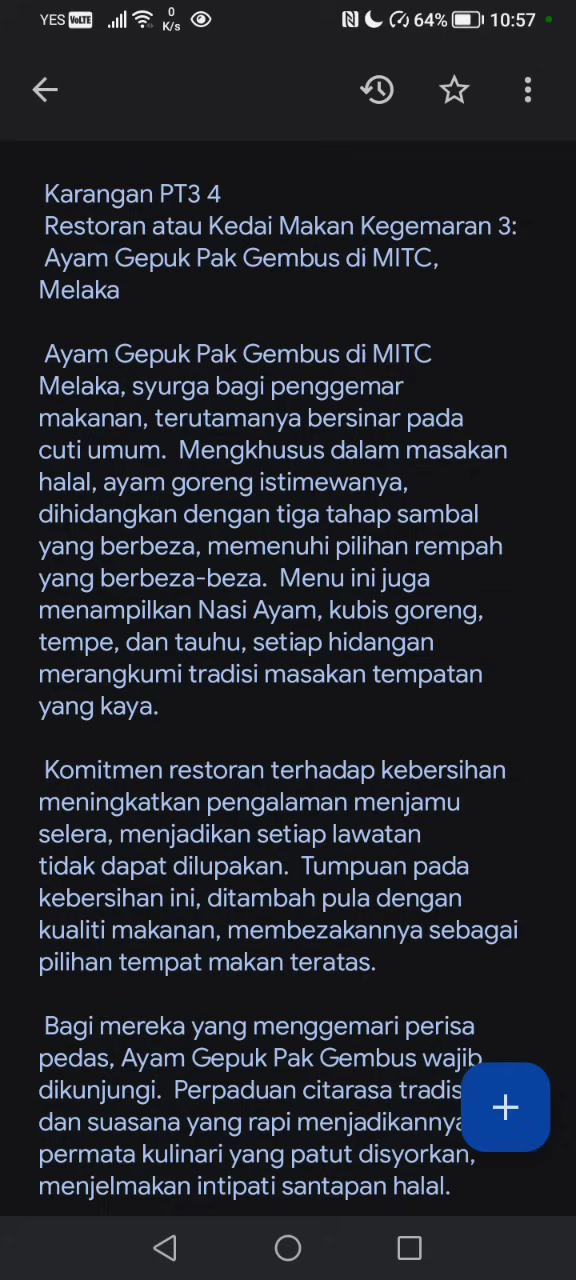 YES VoLTE 0 K/s 64% 10:57
Karangan PT3 4
Restoran atau Kedai Makan Kegemaran 3:
Ayam Gepuk Pak Gembus di MITC,
Melaka
Ayam Gepuk Pak Gembus di MITC
Melaka, syurga bagi penggemar
makanan, terutamanya bersinar pada
cuti umum.  Mengkhusus dalam masakan
halal, ayam goreng istimewanya,
dihidangkan dengan tiga tahap sambal
yang berbeza, memenuhi pilihan rempah
yang berbeza-beza.  Menu ini juga
menampilkan Nasi Ayam, kubis goreng,
tempe, dan tauhu, setiap hidangan
merangkumi tradisi masakan tempatan
yang kaya.
Komitmen restoran terhadap kebersihan
meningkatkan pengalaman menjamu
selera, menjadikan setiap lawatan
tidak dapat dilupakan.  Tumpuan pada
kebersihan ini, ditambah pula dengan
kualiti makanan, membezakannya sebagai
pilihan tempat makan teratas.
Bagi mereka yang menggemari perisa
pedas, Ayam Gepuk Pak Gembus wajib
dikunjungi.  Perpaduan citarasa tradis
dan suasana yang rapi menjadikannya
permata kulinari yang patut disyorkan,
menjelmakan intipati santapan halal.